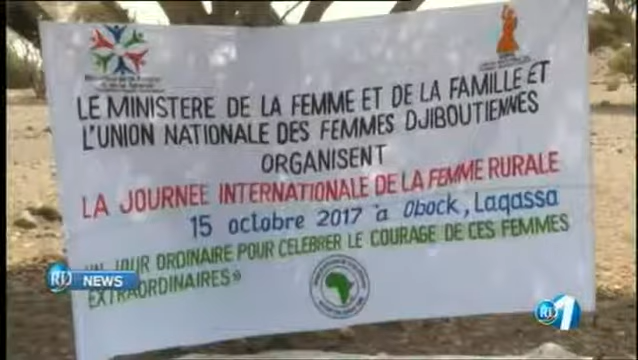 LE MINISTERE DE LA FEMME ET DE LA FAMILLE ET
L'UNION NATIONALE DES FEMMES DJIBOUTIENNES
ORGANISENT
LA JOURNEE INTERNATIONALE DE LA FEMME RURALE
15 octobre 2017 à Obock, Laqassa
UN JOUR ORDINAIRE POUR CELEBRER LE COURAGE DE CES FEMMES
EXTRAORDINAIRES»
NEWS
1